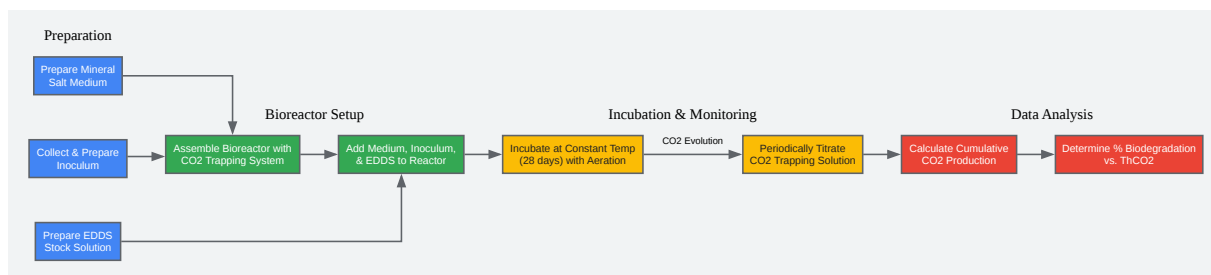 Preparation
Prepare Mineral
Salt Medium
Collect & Prepare
Inoculum
Prepare EDDS
Stock Solution
Bioreactor Setup
Assemble Bioreactor with
CO2 Trapping System
Add Medium, Inoculum,
& EDDS to Reactor
Incubation & Monitoring
Incubate at Constant Temp
(28 days) with Aeration
CO2 Evolution
Periodically Titrate
CO2 Trapping Solution
Data Analysis
Calculate Cumulative
CO2 Production
Determine % Biodegradation
vs. ThCO2